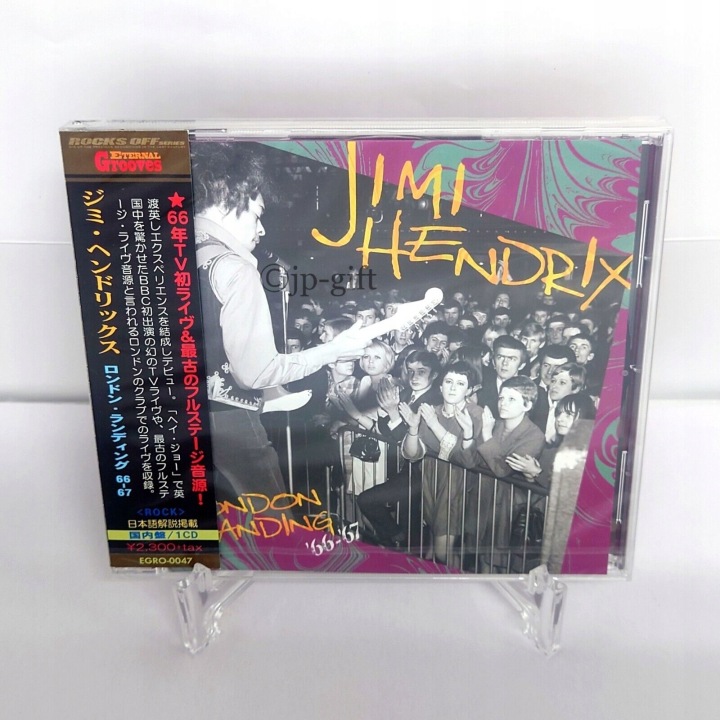 ROCKS OFF SERIES
ETERNAL
Grooves
★66年TV初ライヴ&最古のフルステージ音源!
渡英しエクスペリエンスを結成しデビュー。「ヘイ・ジョー」で英
国中を驚かせたBBC初出演の幻のTVライヴや、最古のフルステ
ージ・ライヴ音源と言われるロンドンのクラブでのライヴを収録。
ジミ・ヘンドリックス
ロンドン・ランディング 66-67
<ROCK>
日本語解説掲載
国内盤/1CD
¥2,300+tax
EGRO-0047
JIMI
HENDRIX
©jp-gift
ONDON
ANDING
'66-'67